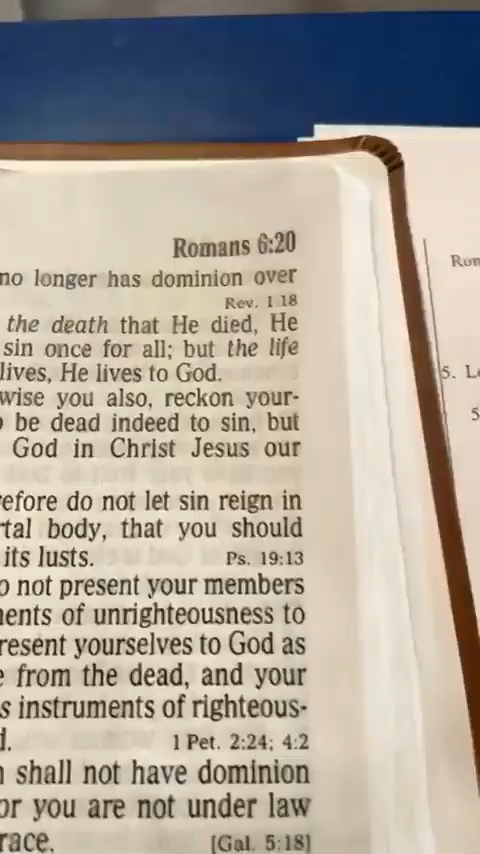 Romans 6:20
no longer has dominion over
Rev. 1 18
the death that He died, He
sin once for all; but the life
lives, He lives to God.
wise you also, reckon your-
be dead indeed to sin, but
God in Christ Jesus our
efore do not let sin reign in
rtal body, that you should
its lusts. Ps. 19:13
o not present your members
ents of unrighteousness to
resent yourselves to God as
e from the dead, and your
s instruments of righteous-
d. 1 Pet. 2:24; 4:2
n shall not have dominion
or you are not under law
race. [Gal. 5:18]
Rom
5. Le
5